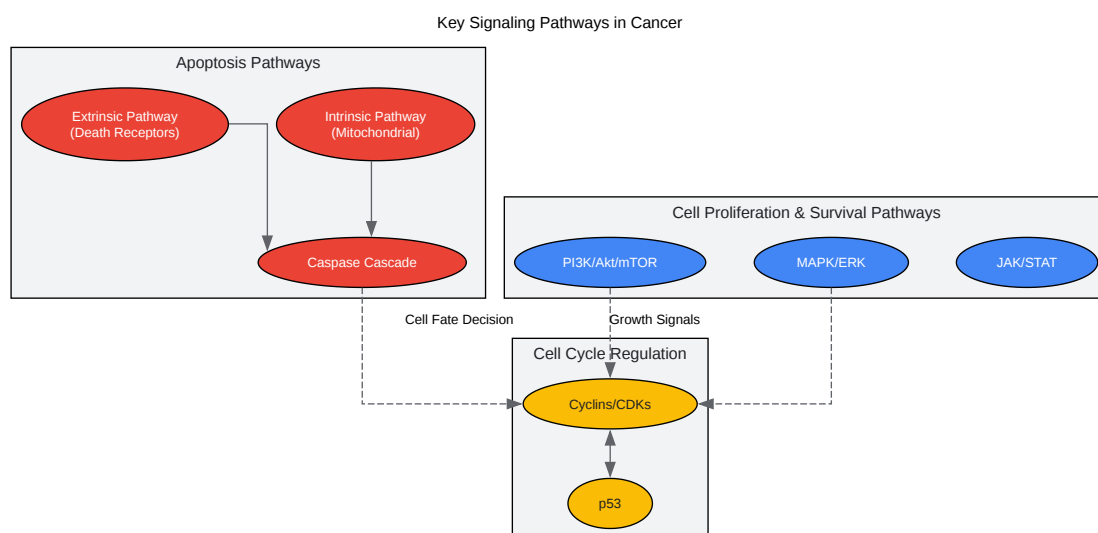 Key Signaling Pathways in Cancer
Apoptosis Pathways
Extrinsic Pathway
(Death Receptors)
Intrinsic Pathway
(Mitochondrial)
Caspase Cascade
Cell Proliferation & Survival Pathways
PI3K/Akt/mTOR
MAPK/ERK
JAK/STAT
Cell Fate Decision
Growth Signals
Cell Cycle Regulation
Cyclins/CDKs
p53